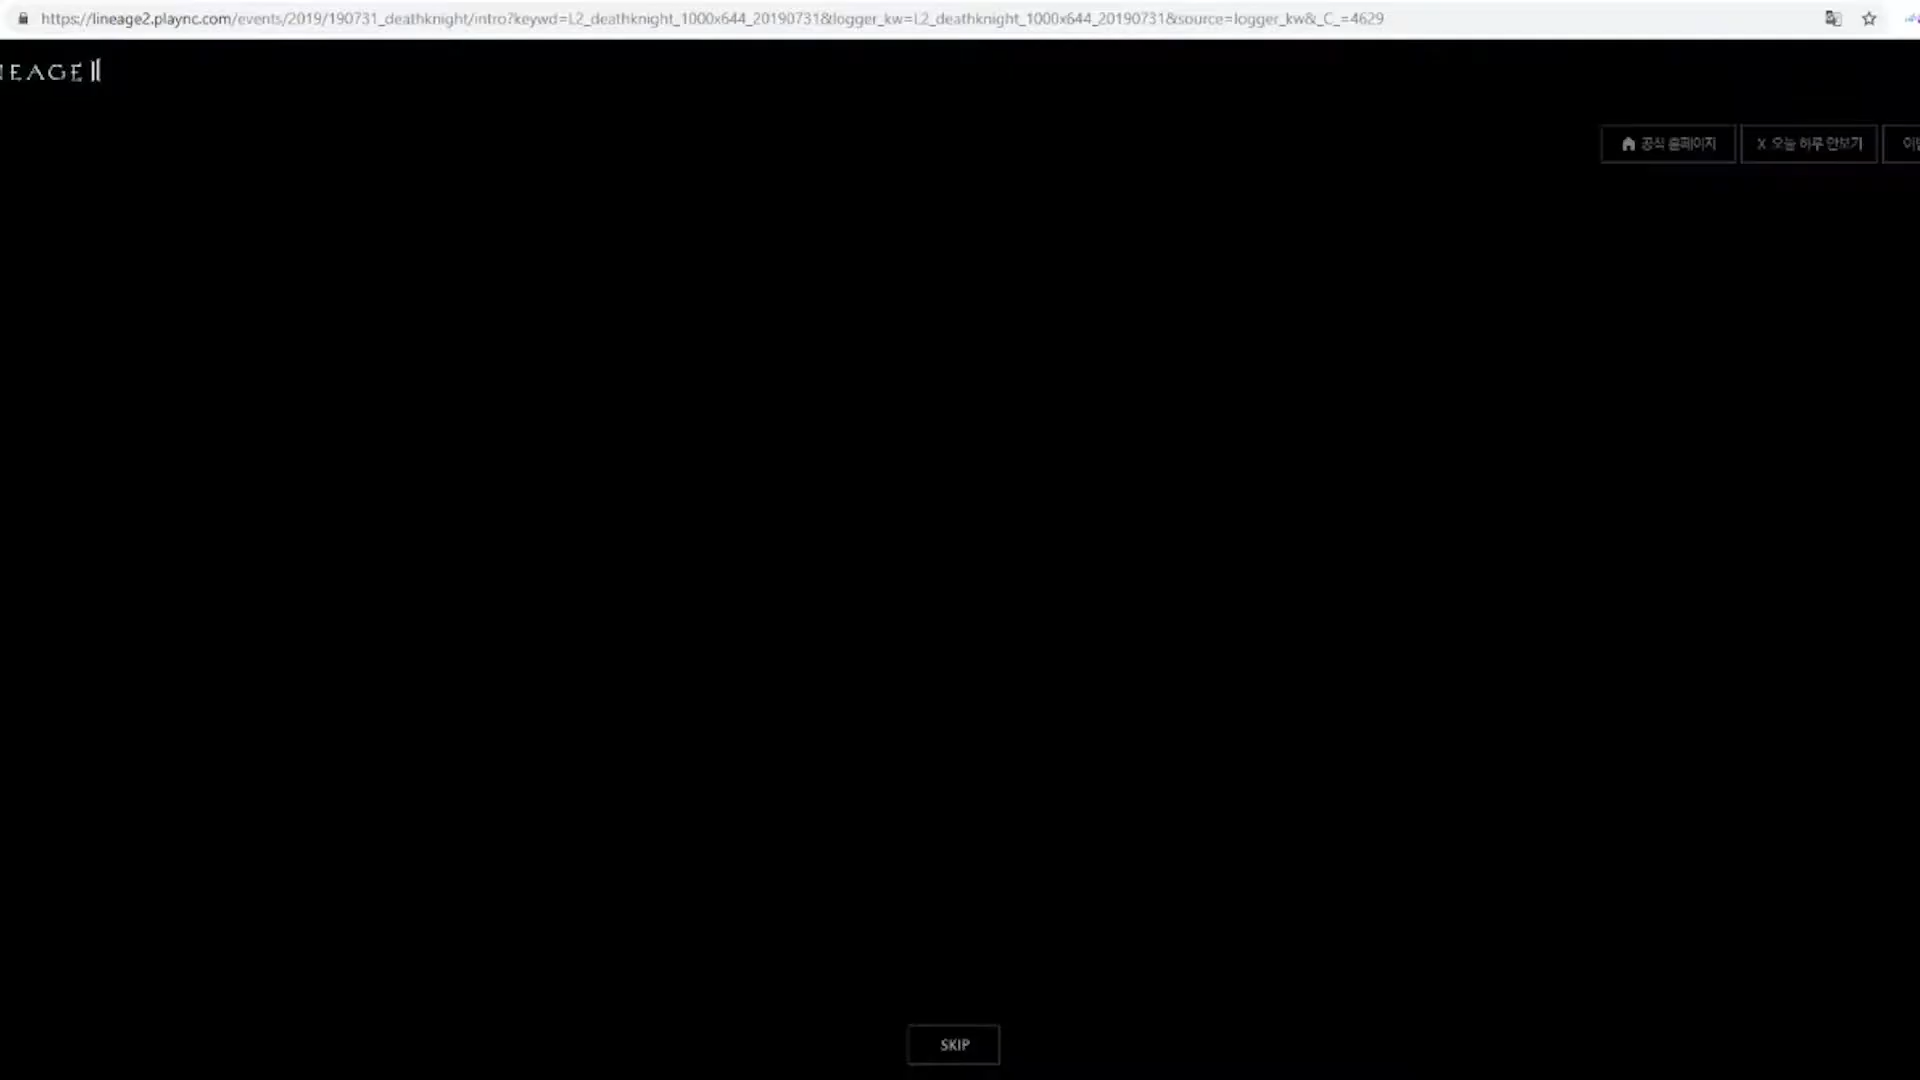 https://lineage2.plaync.com/events/2019/190731_deathknight/intro?keywd=L2_deathknight_1000x644_20190731&logger_kw=L2_deathknight_1000x644_20190731&source=logger_kw&_C_=4629
NEAGE II
공식 홈페이지
X 오늘 하루 안보기
SKIP